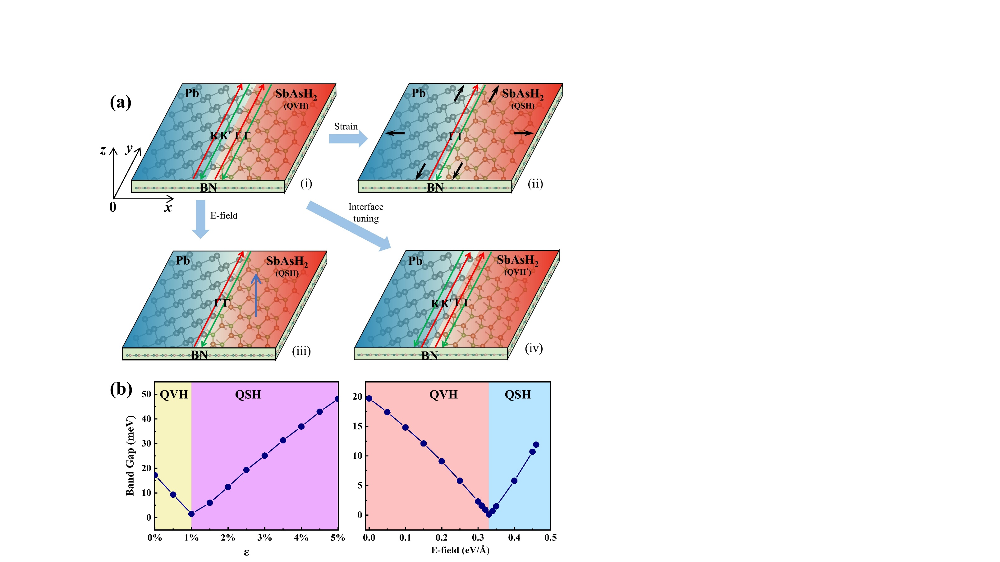 (a)
Pb
SbAsH2
(QVH)
K K′ Γ Γ
BN
(i)
z
y
x
0
Strain
Pb
SbAsH2
(QSH)
Γ Γ
BN
(ii)
E-field
Interface
tuning
Pb
SbAsH2
(QSH)
Γ Γ
BN
(iii)
Pb
SbAsH2
(QVH′)
K K′ Γ Γ
BN
(iv)
(b)
QVH
QSH
Band Gap (meV)
50
40
30
20
10
0
0% 1% 2% 3% 4% 5%
ε
QVH
QSH
20
15
10
5
0
0.0 0.1 0.2 0.3 0.4 0.5
E-field (eV/Å)